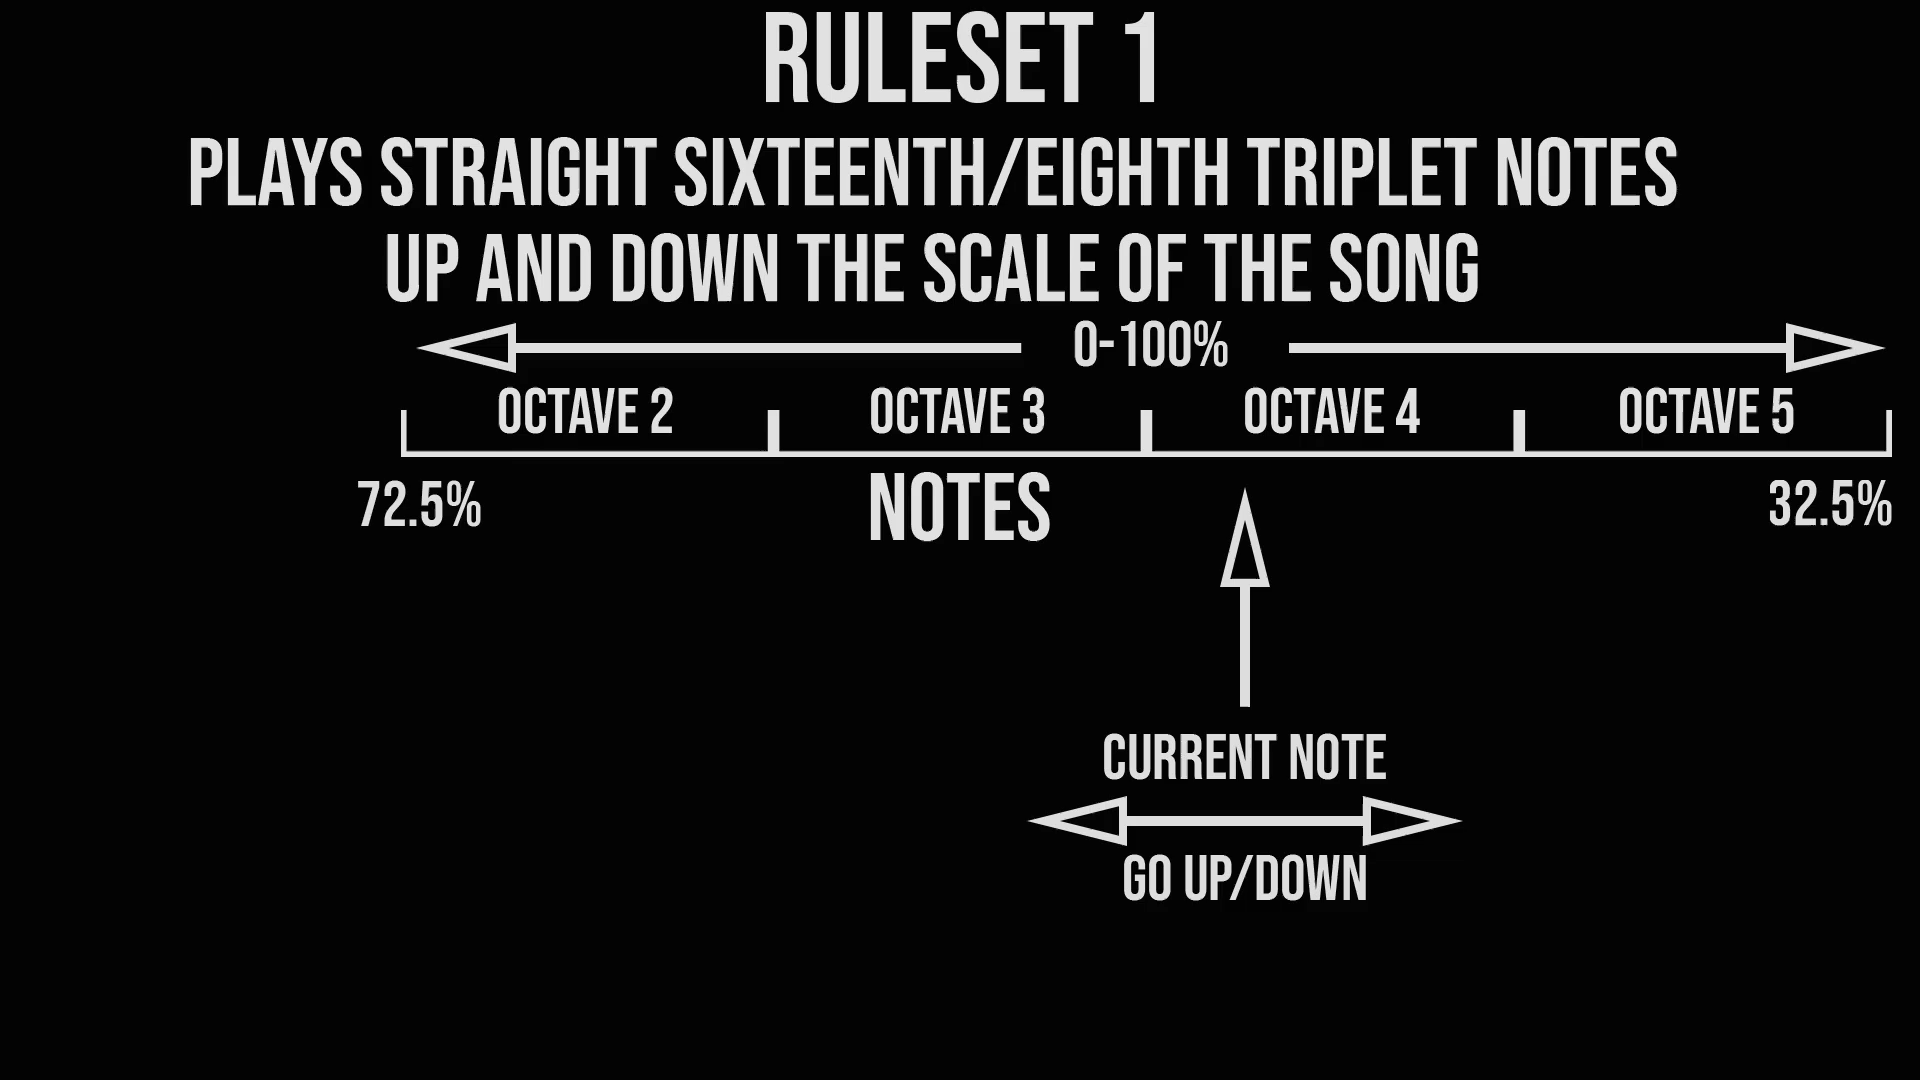 RULESET 1
PLAYS STRAIGHT SIXTEENTH/EIGHTH TRIPLET NOTES
UP AND DOWN THE SCALE OF THE SONG
0-100%
OCTAVE 2 OCTAVE 3 OCTAVE 4 OCTAVE 5
72.5% NOTES 32.5%
CURRENT NOTE
GO UP/DOWN